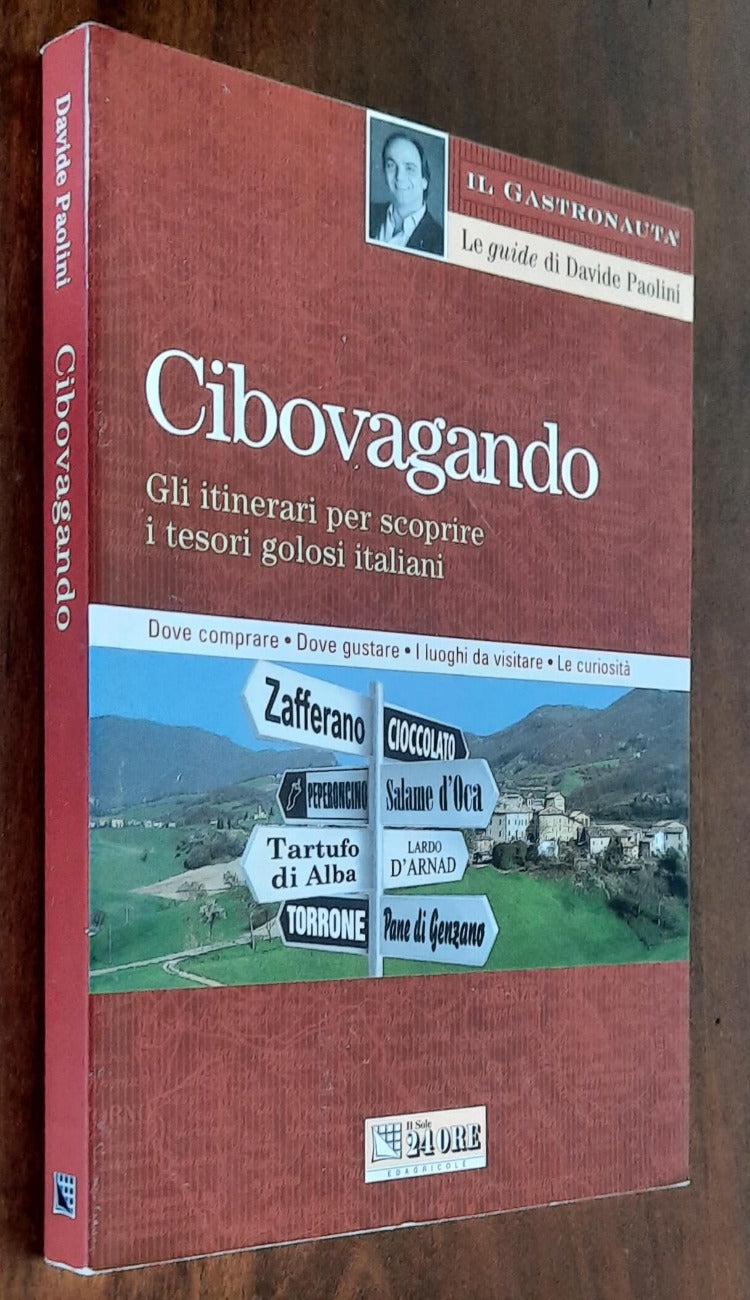 Davide Paolini Cibovagando
IL GASTRONAUTA
Le guide di Davide Paolini
Cibovagando
Gli itinerari per scoprire
i tesori golosi italiani
Dove comprare • Dove gustare • I luoghi da visitare • Le curiosità
Zafferano
CIOCCOLATO
PEPERONCINO
Salame d'Oca
Tartufo
di Alba
LARDO
D'ARNAD
TORRONE
Pane di Genzano
Il Sole
24 ORE
EDAGRICOLE